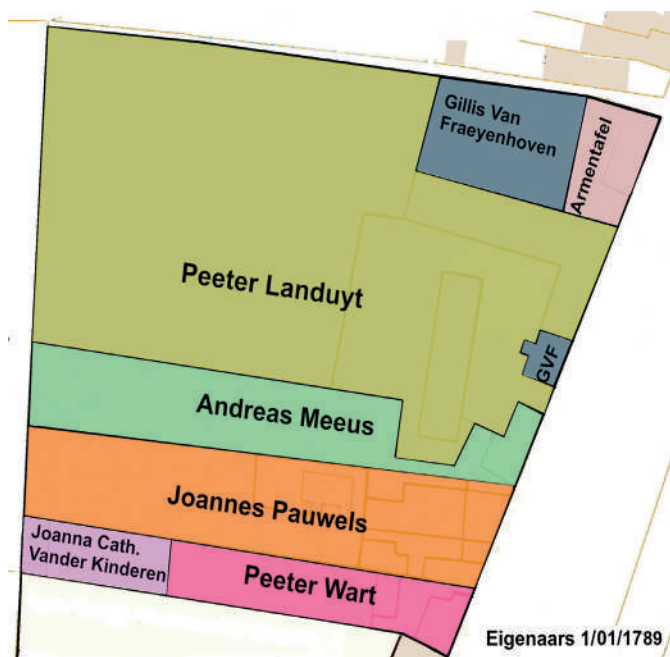 Gillis Van
Fraeyenhoven
Armentafel
Peeter Landuyt
GVF
Andreas Meeus
Joannes Pauwels
Joanna Cath.
Vander Kinderen
Peeter Wart
Eigenaars 1/01/1789